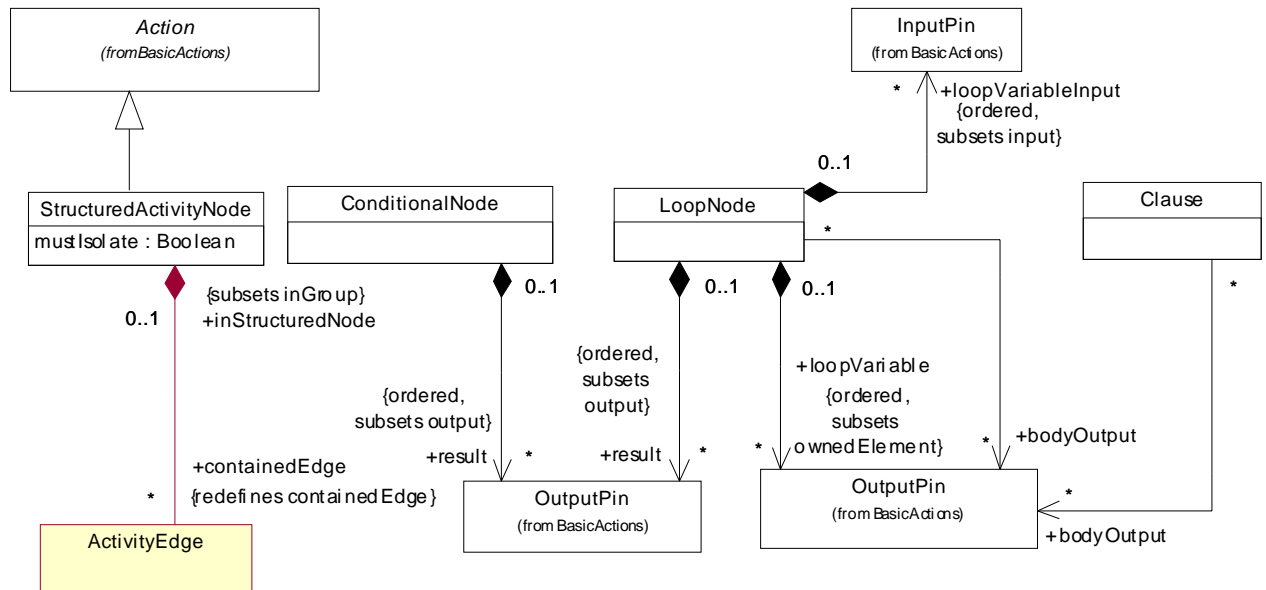 Action
(fromBasicActions)
InputPin
(from BasicActions)
*
+loopVariableInput
{ordered,
subsets input}
0..1
StructuredActivityNode
mustIsolate : Boolean
ConditionalNode
LoopNode
*
Clause
*
{subsets inGroup}
0..1
+inStructuredNode
0..1
0..1
0..1
{ordered,
subsets output}
{ordered,
subsets
output}
+loopVariable
{ordered,
subsets
ownedElement}
+containedEdge
*
{redefines containedEdge}
+result
*
+result
*
*
*
+bodyOutput
*
+bodyOutput
OutputPin
(from BasicActions)
OutputPin
(from BasicActions)
ActivityEdge